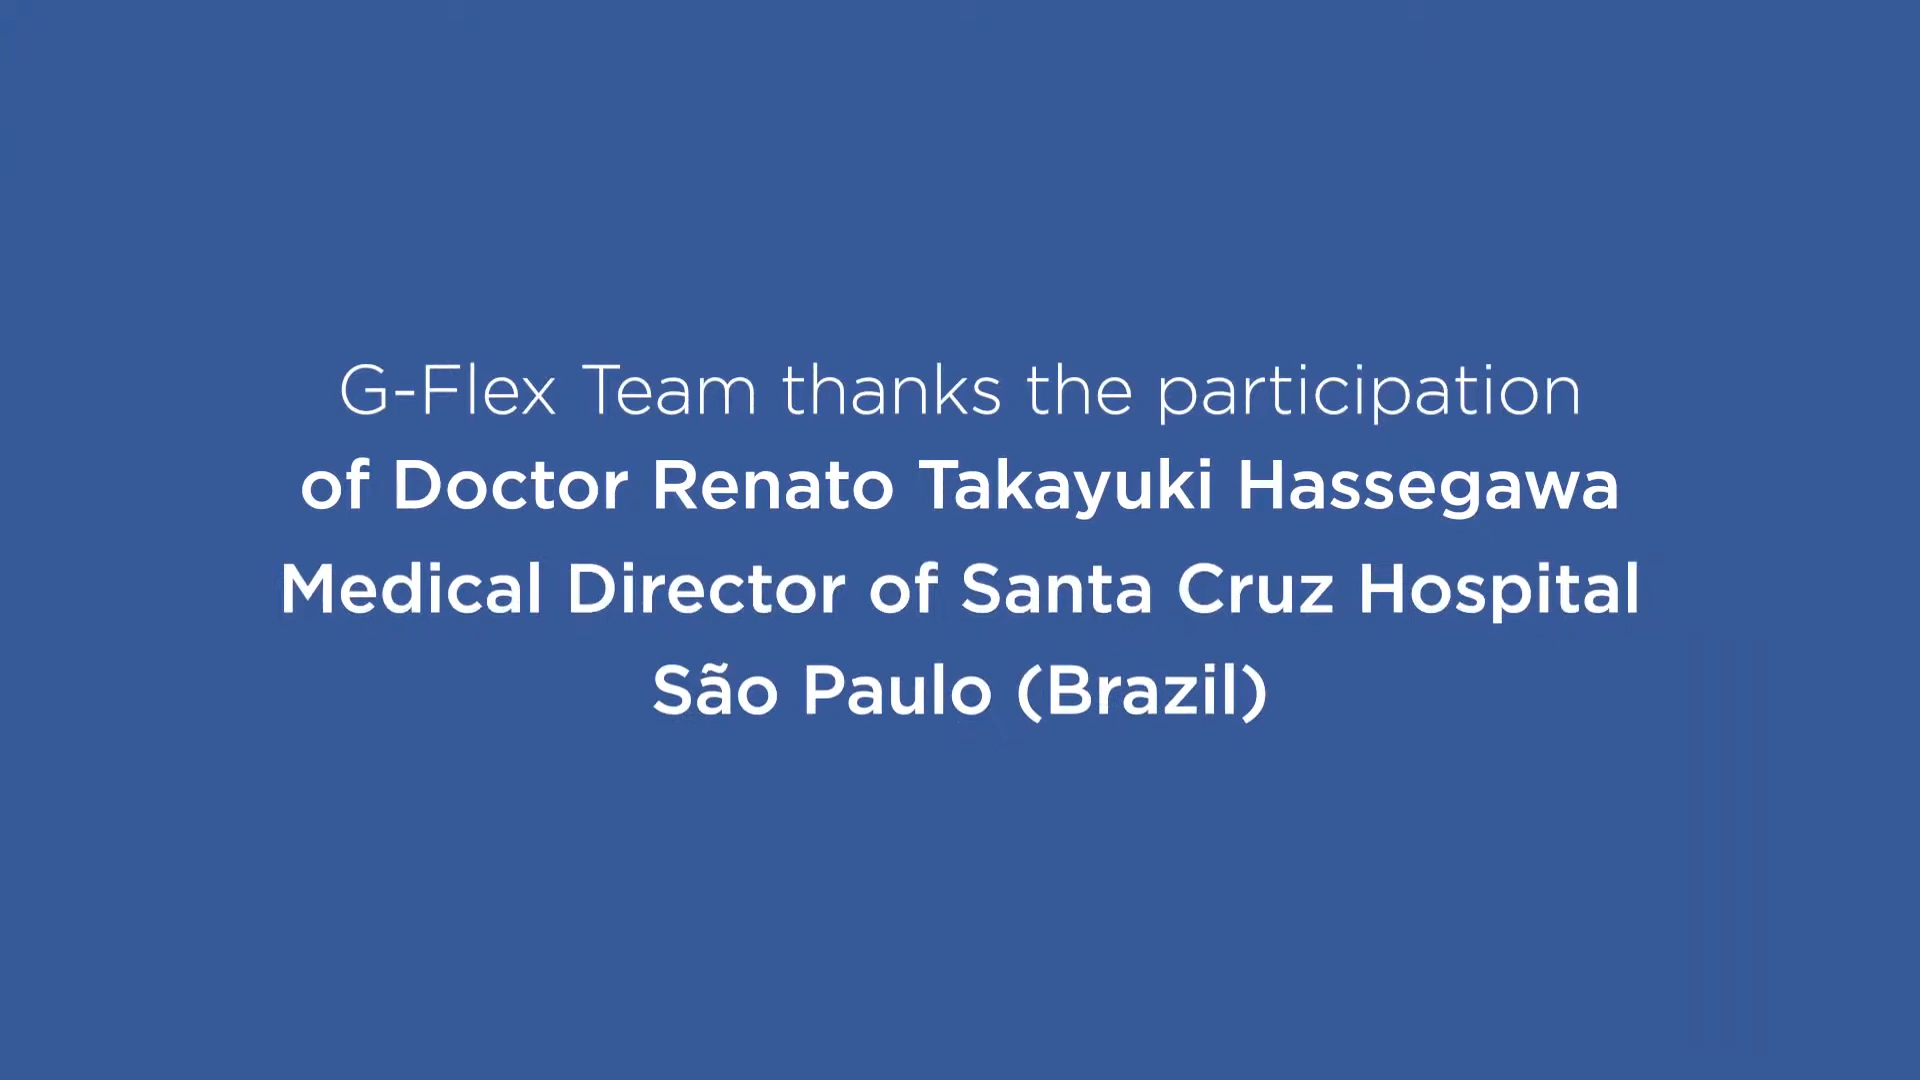 G-Flex Team thanks the participation
of Doctor Renato Takayuki Hassegawa
Medical Director of Santa Cruz Hospital
São Paulo (Brazil)